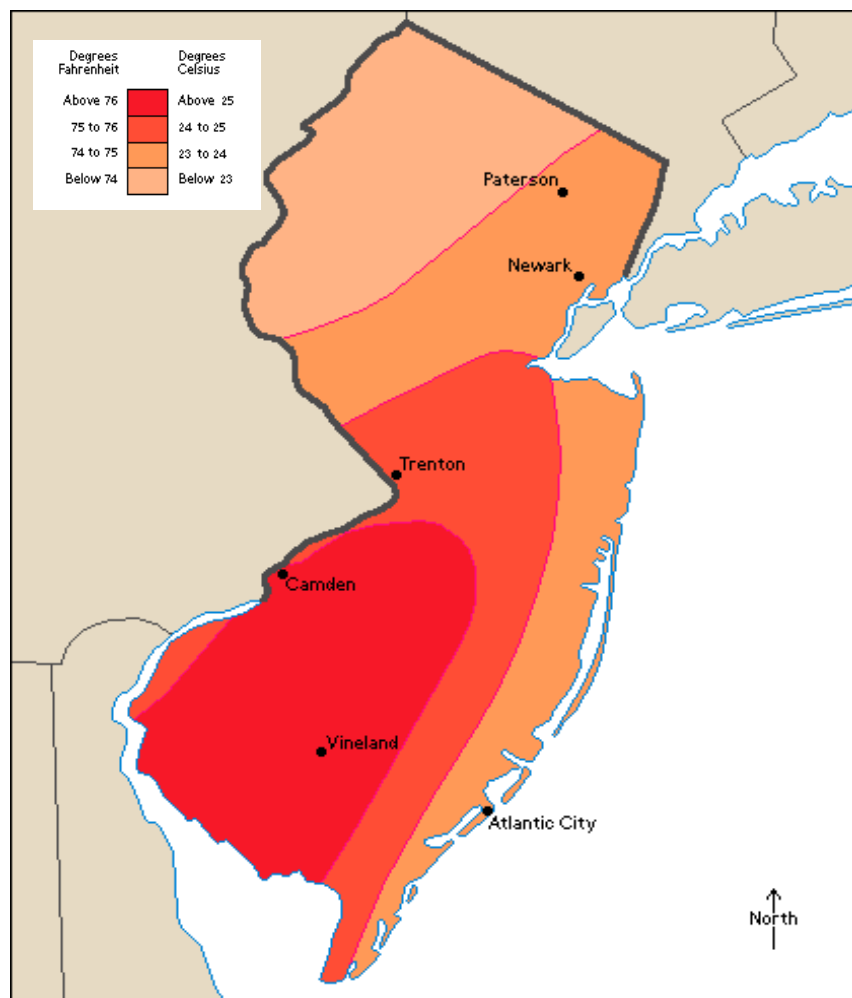 Degrees Fahrenheit
Degrees Celsius
Above 76 Above 25
75 to 76 24 to 25
74 to 75 23 to 24
Below 74 Below 23
Paterson
Newark
Trenton
Camden
Vineland
Atlantic City
North